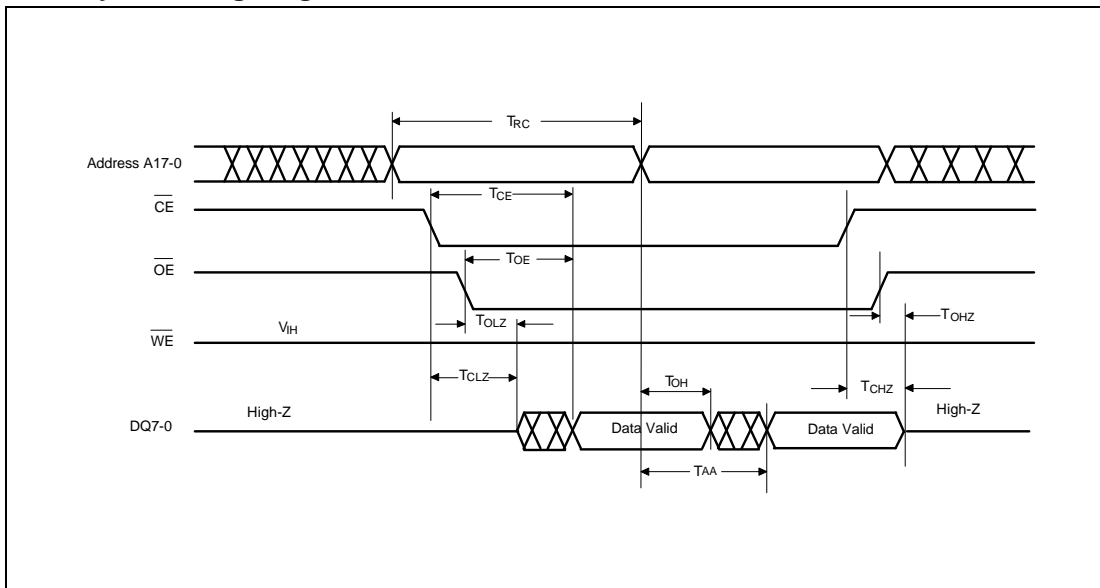 TRC
Address A17-0
TCE
CE
TOE
OE
TOLZ
TOHZ
VIH
WE
TCLZ
TOH
TCHZ
High-Z
High-Z
DQ7-0
Data Valid
Data Valid
TAA